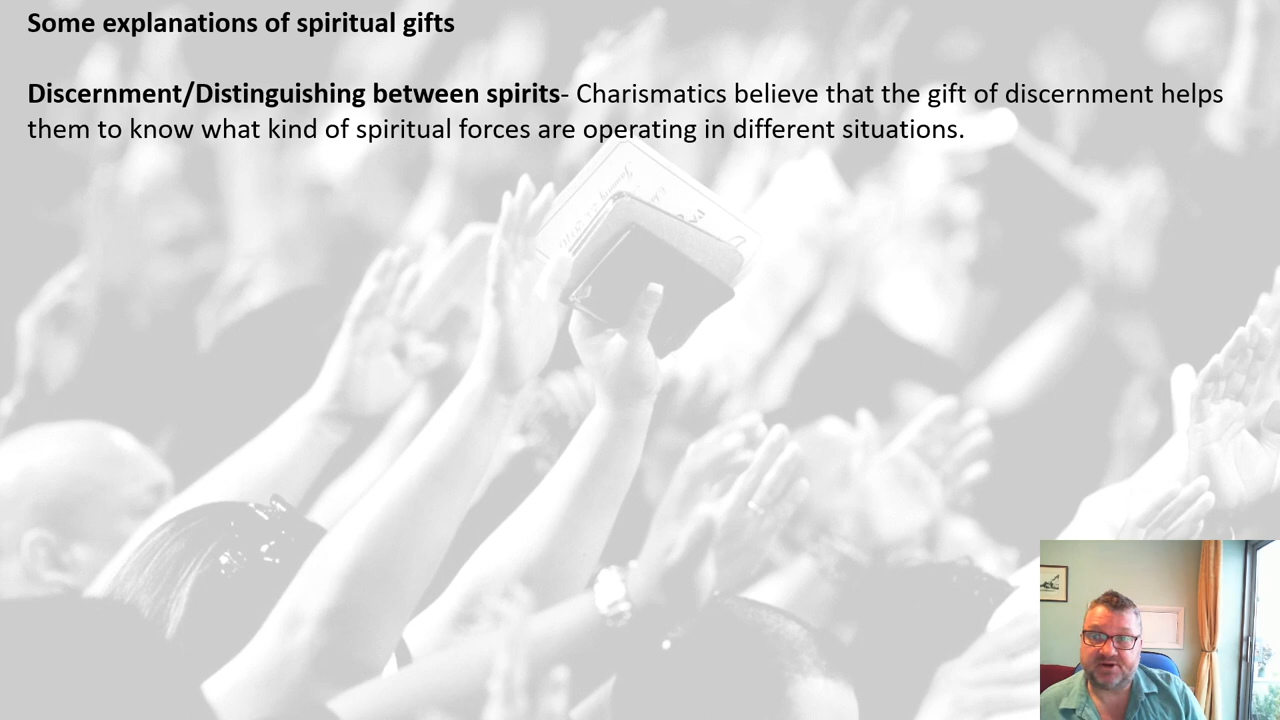 Some explanations of spiritual gifts
Discernment/Distinguishing between spirits- Charismatics believe that the gift of discernment helps
them to know what kind of spiritual forces are operating in different situations.